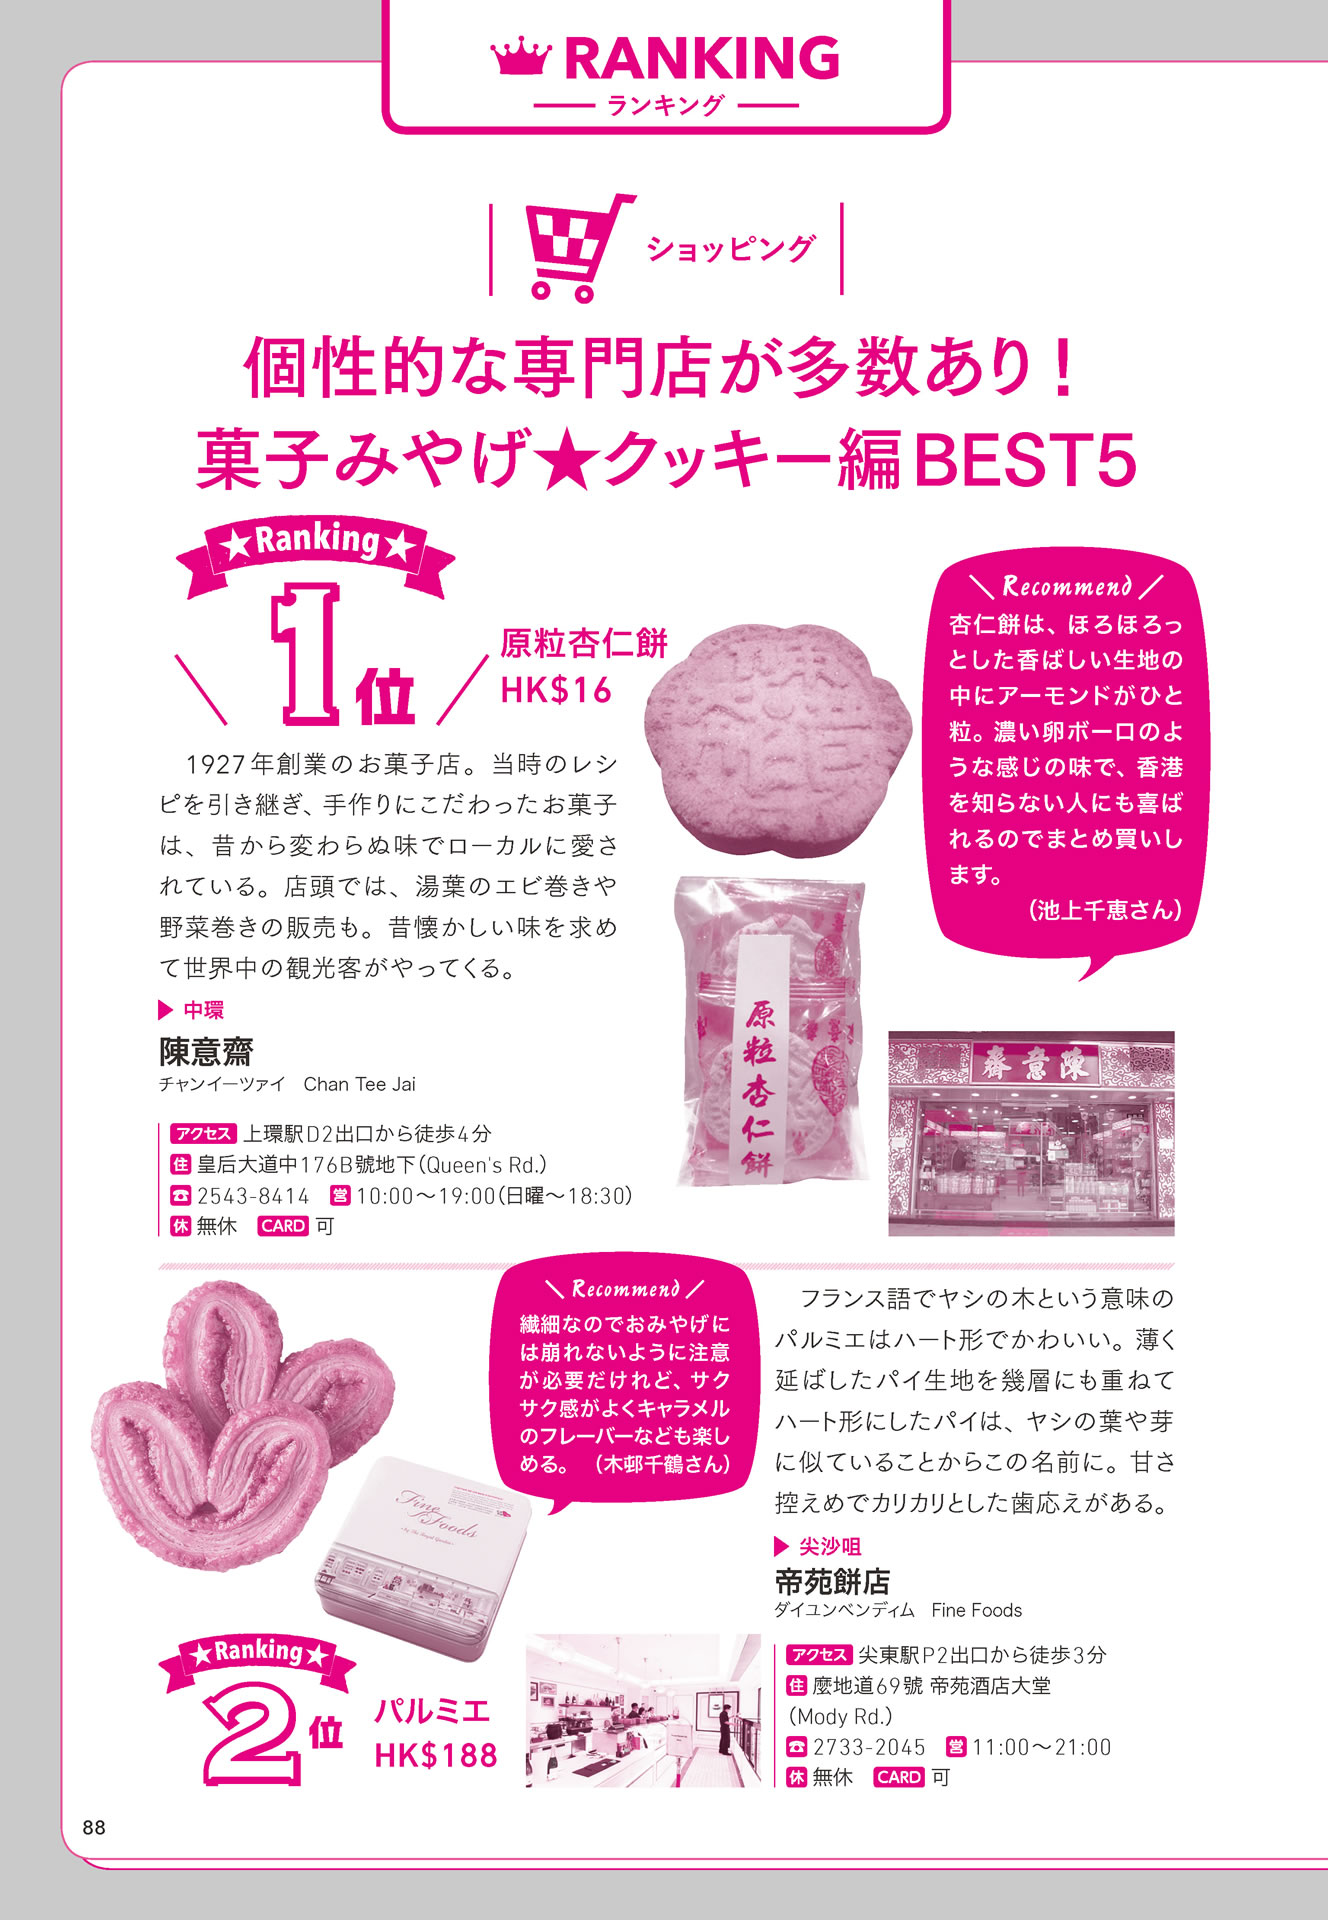 RANKING
ランキング
ショッピング
個性的な専門店が多数あり！
菓子みやげ★クッキー編BEST5
★Ranking★
1位
原粒杏仁餅
HK$16
1927年創業のお菓子店。当時のレシ
ピを引き継ぎ、手作りにこだわったお菓子
は、昔から変わらぬ味でローカルに愛さ
れている。店頭では、湯葉のエビ巻きや
野菜巻きの販売も。昔懐かしい味を求め
て世界中の観光客がやってくる。
Recommend
杏仁餅は、ほろほろっ
とした香ばしい生地の
中にアーモンドがひと
粒。濃い卵ボーロのよ
うな感じの味で、香港
を知らない人にも喜ば
れるのでまとめ買いし
ます。
（池上千恵さん）
原粒杏仁餅
齋意陳
▶中環
陳意齋
チャンイーツァイ　Chan Tee Jai
アクセス 上環駅D2出口から徒歩4分
住 皇后大道中176B號地下（Queen's Rd.）
☎ 2543-8414　営 10:00～19:00（日曜～18:30）
休 無休　CARD 可
Recommend
繊細なのでおみやげに
は崩れないように注意
が必要だけれど、サク
サク感がよくキャラメル
のフレーバーなども楽し
める。（木邨千鶴さん）
Fine
Foods
フランス語でヤシの木という意味の
パルミエはハート形でかわいい。薄く
延ばしたパイ生地を幾層にも重ねて
ハート形にしたパイは、ヤシの葉や芽
に似ていることからこの名前に。甘さ
控えめでカリカリとした歯応えがある。
▶尖沙咀
帝苑餅店
ダイユンベンディム　Fine Foods
アクセス 尖東駅P2出口から徒歩3分
住 麼地道69號 帝苑酒店大堂
（Mody Rd.）
☎ 2733-2045　営 11:00～21:00
休 無休　CARD 可
★Ranking★
2位
パルミエ
HK$188
88